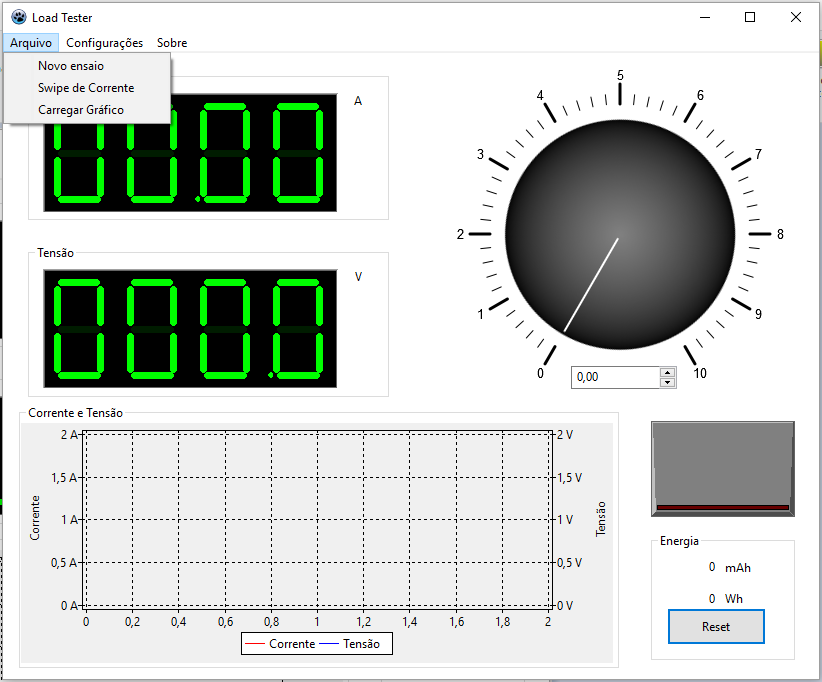 Load Tester
Arquivo Configurações Sobre
Novo ensaio
Swipe de Corrente
Carregar Gráfico
00.00 A
Tensão
000.0 V
5
4 6
3 7
2 8
1 9
0 10
0,00
Corrente e Tensão
2 A 2 V
1,5 A 1,5 V
1 A 1 V
0,5 A 0,5 V
0 A 0 V
Corrente
Tensão
0 0,2 0,4 0,6 0,8 1 1,2 1,4 1,6 1,8 2
Corrente Tensão
Energia
0 mAh
0 Wh
Reset